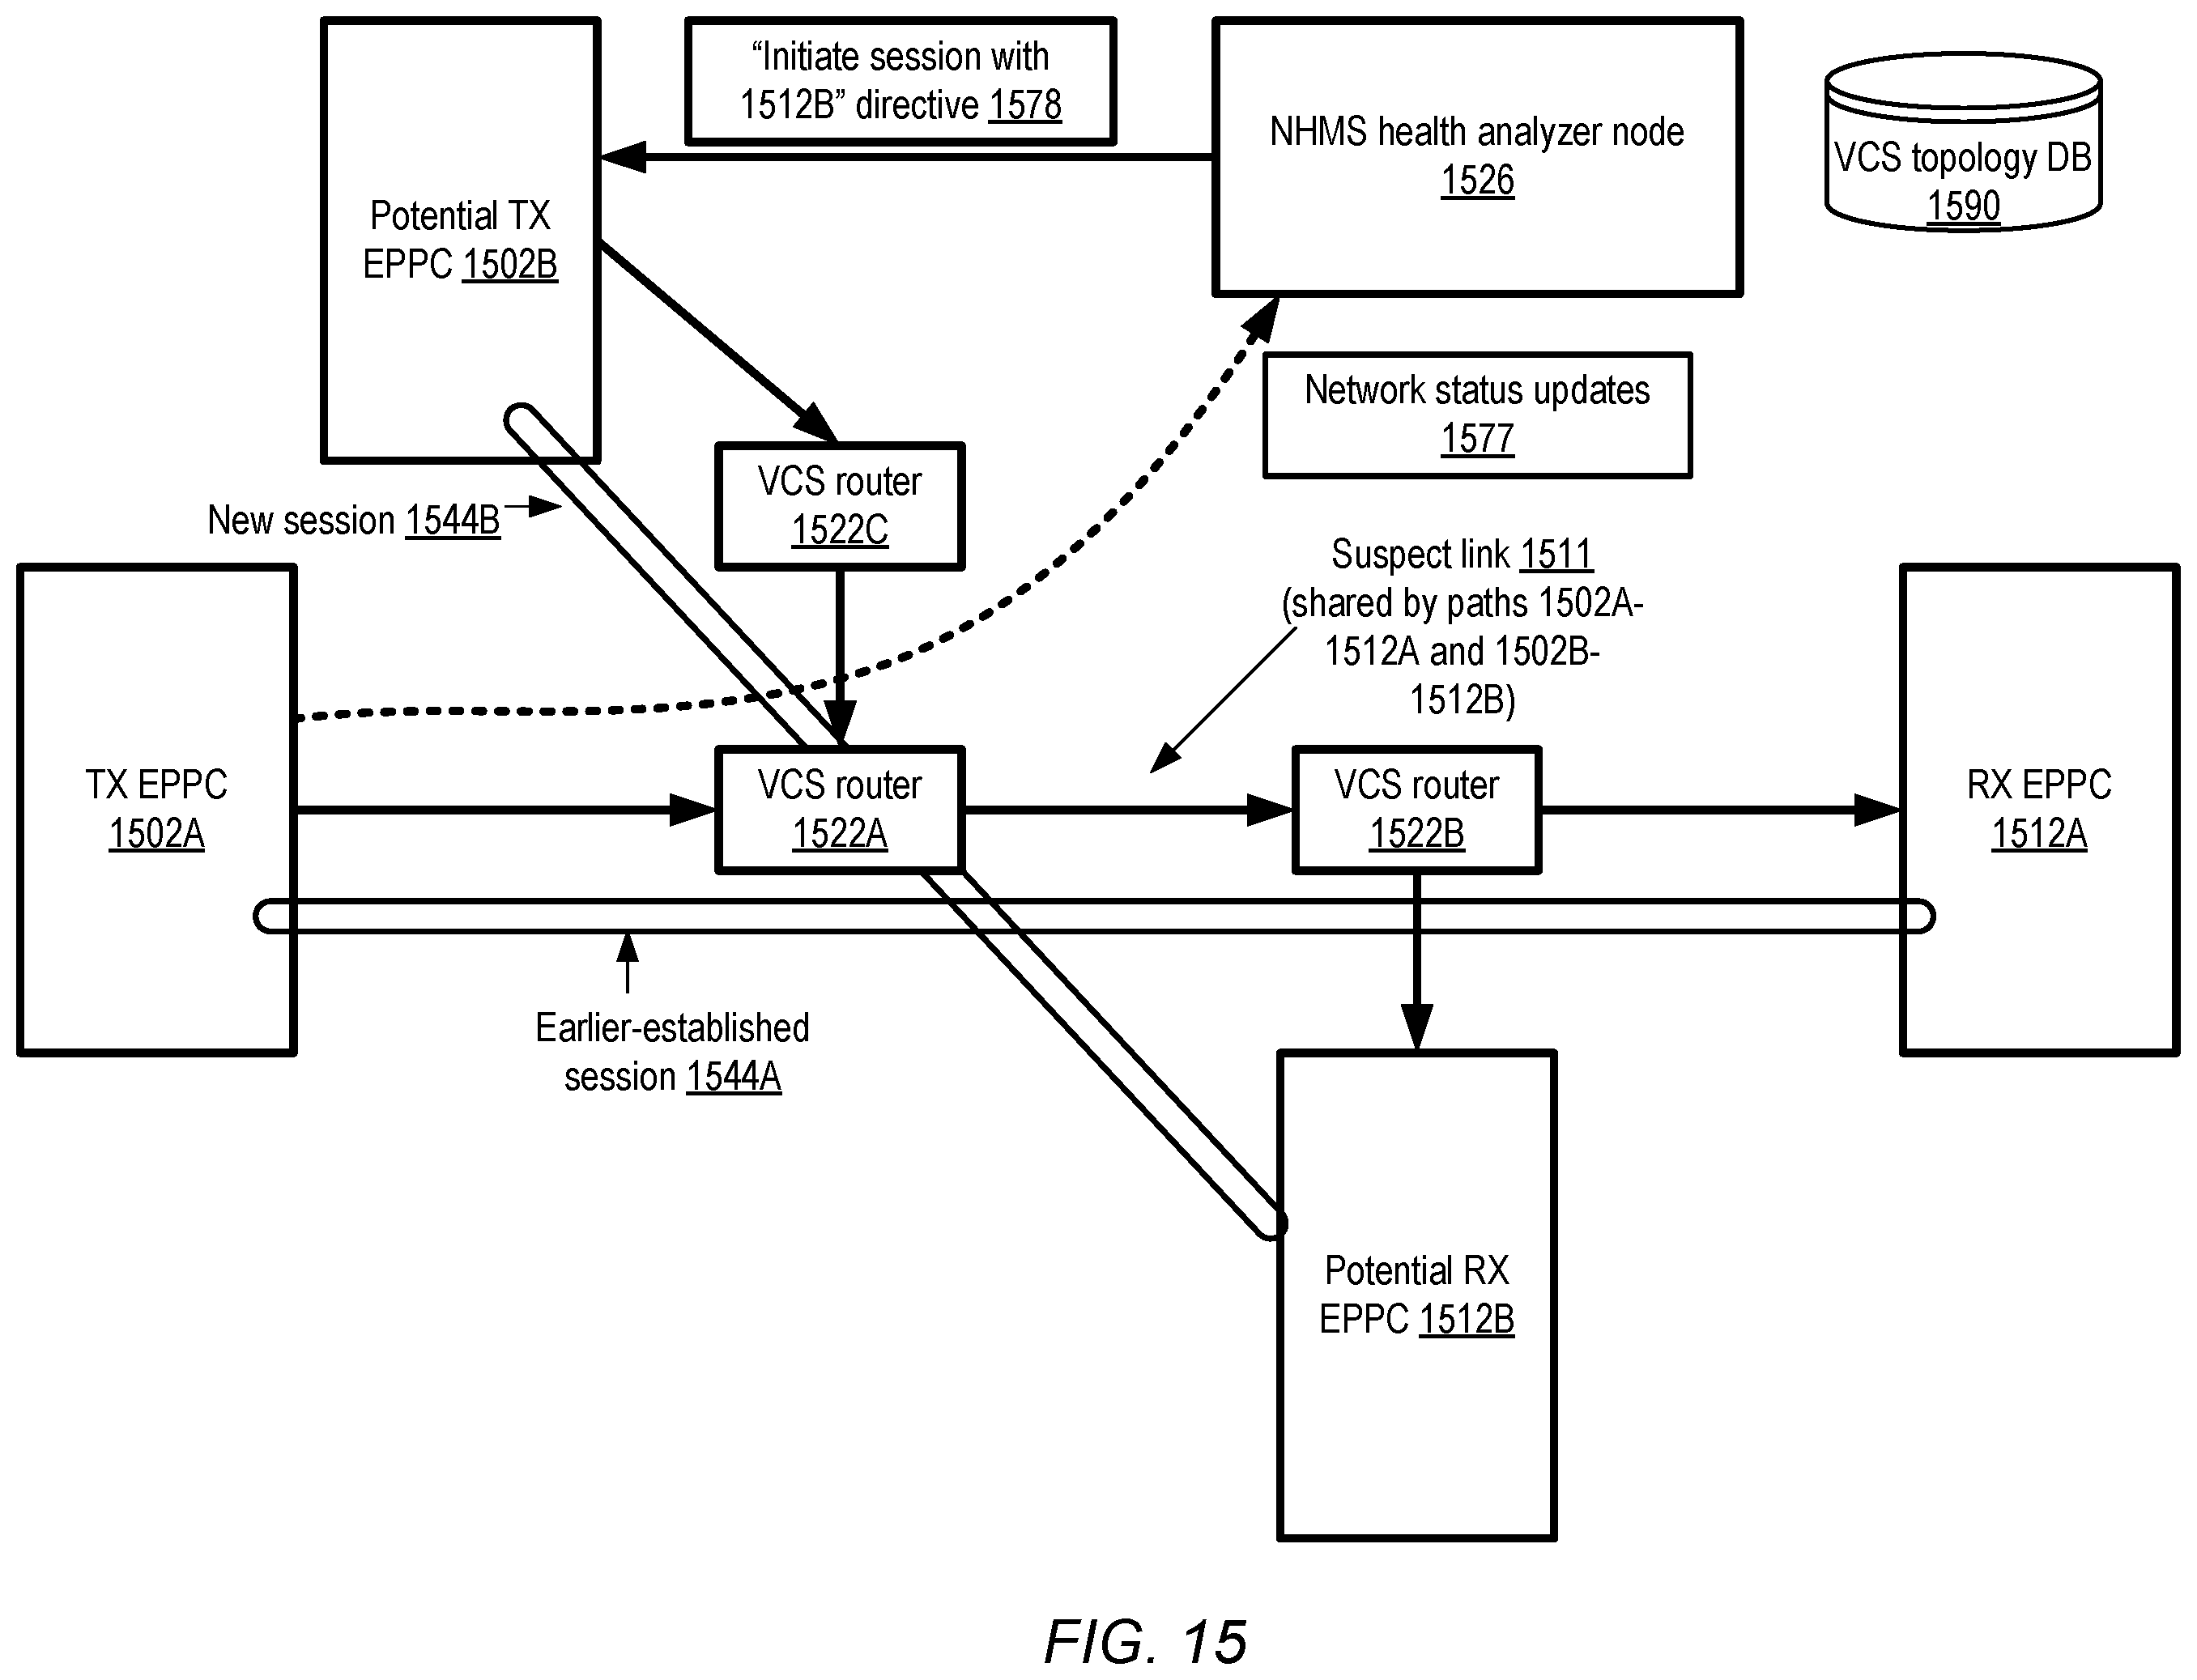 “Initiate session with
1512B” directive 1578
NHMS health analyzer node
1526
VCS topology DB
1590
Potential TX
EPPC 1502B
Network status updates
1577
VCS router
1522C
New session 1544B
Suspect link 1511
(shared by paths 1502A-
1512A and 1502B-
1512B)
TX EPPC
1502A
VCS router
1522A
VCS router
1522B
RX EPPC
1512A
Earlier-established
session 1544A
Potential RX
EPPC 1512B
FIG. 15